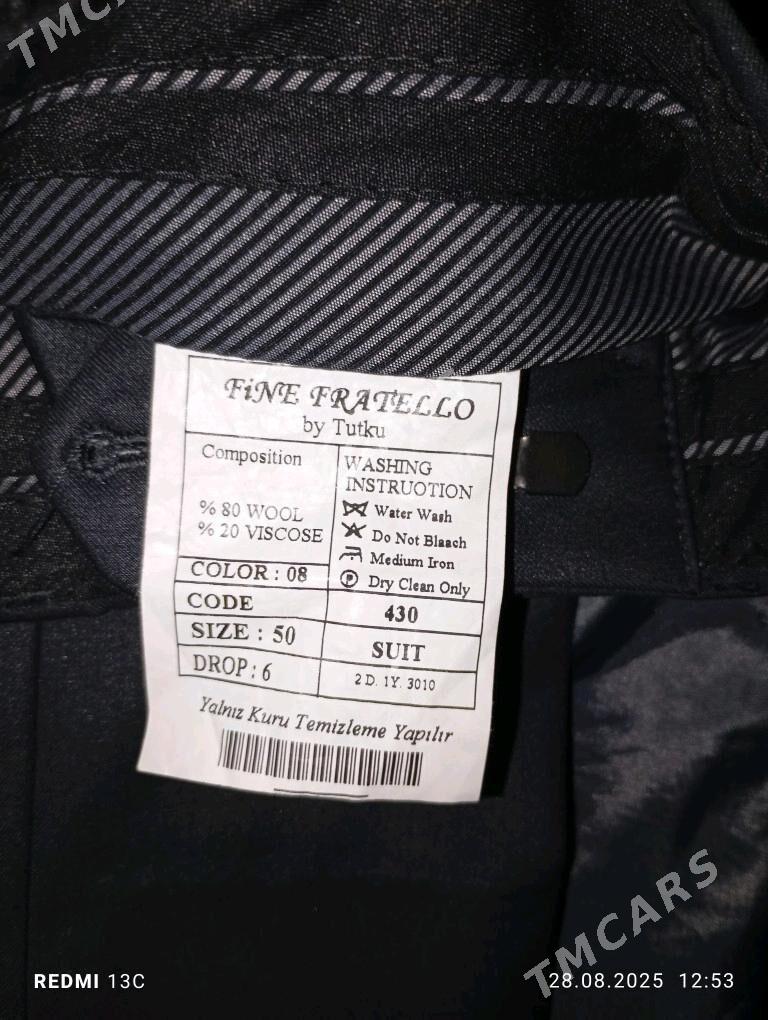 TMCARS
FiNE FRATELLO
by Tutku
Composition
% 80 WOOL
% 20 VISCOSE
WASHING
INSTRUOTION
Water Wash
Do Not Blaach
Medium Iron
P Dry Clean Only
COLOR : 08
CODE
430
SIZE : 50
SUIT
DROP : 6
2 D. 1Y. 3010
Yalnız Kuru Temizleme Yapılır
TMCARS
REDMI 13C
28.08.2025 12:53